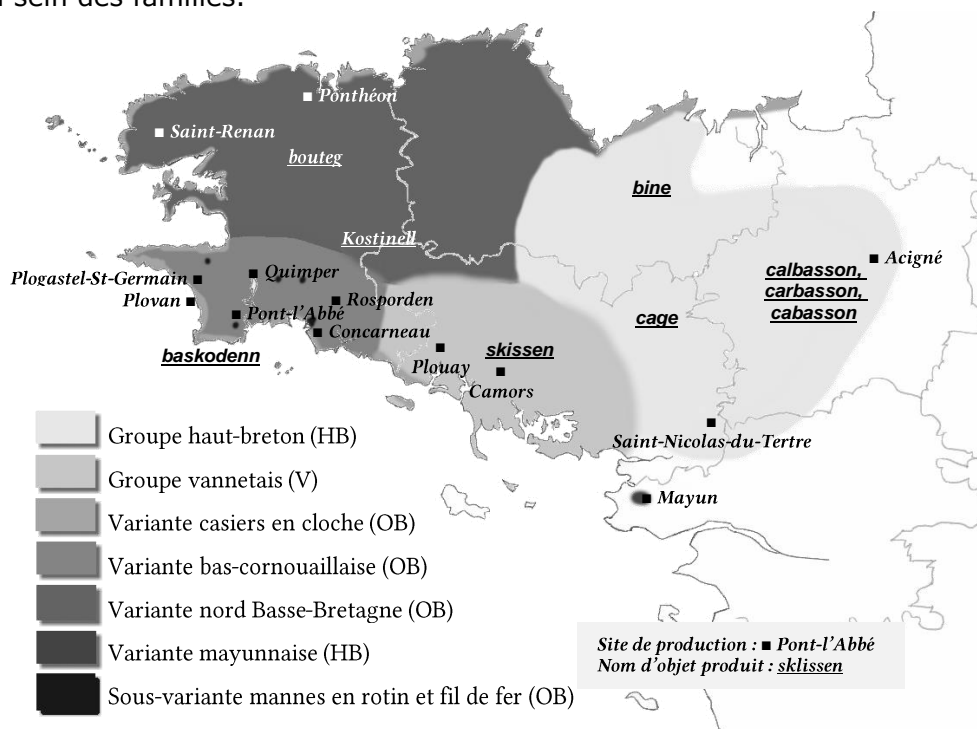 sein des familles.
Ponthéon
Saint-Renan
bouteg
bine
Kostinell
Acigné
Plogastel-St-Germain
Quimper
calbasson,
carbasson,
cabasson
Plovan
Rosporden
Pont-l'Abbé
cage
Concarneau
baskodenn
skissen
Plouay
Camors
Groupe haut-breton (HB)
Saint-Nicolas-du-Tertre
Groupe vannetais (V)
Mayun
Variante casiers en cloche (OB)
Variante bas-cornouaillaise (OB)
Variante nord Basse-Bretagne (OB)
Variante mayunnaise (HB)
Sous-variante mannes en rotin et fil de fer (OB)
Site de production : ■ Pont-l'Abbé
Nom d'objet produit : sklissen